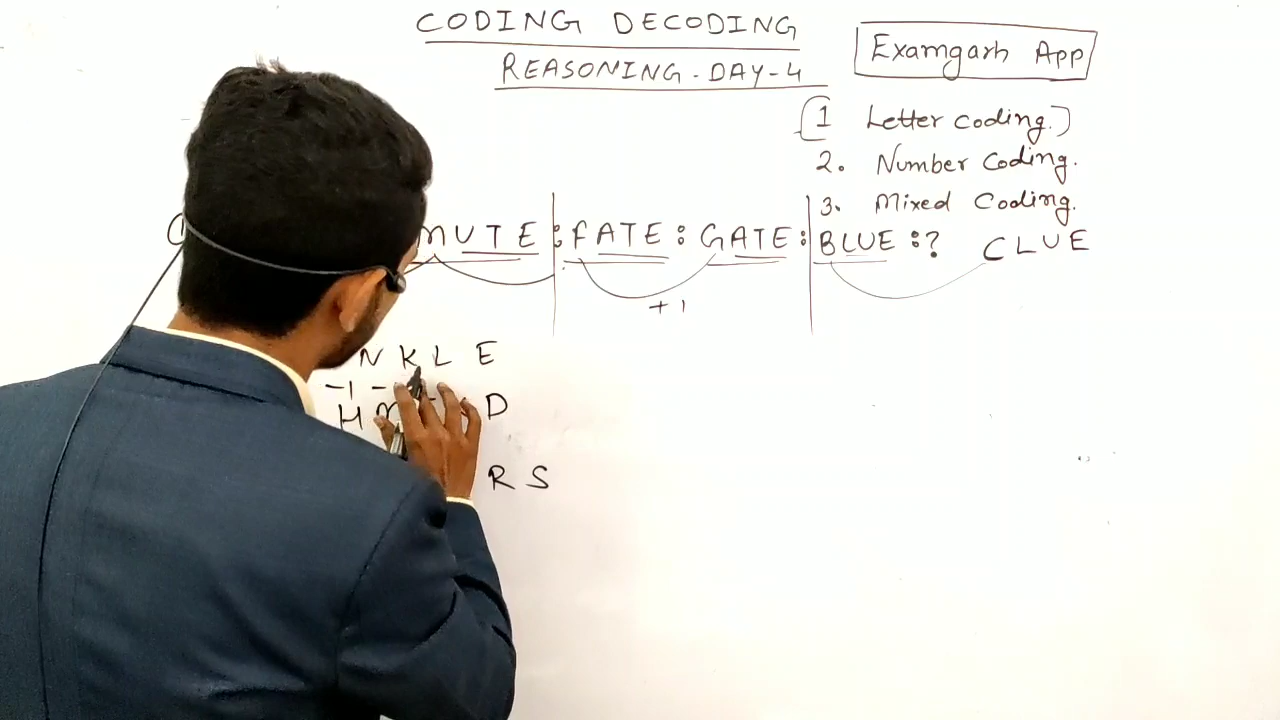 CODING DECODING
REASONING. DAY-4
Examgarh App
1 Letter coding.
2. Number Coding.
3. Mixed Coding.
MUTE : FATE : GATE : BLUE :? CLUE
+1
N K L E
-1 -
H M D
R S